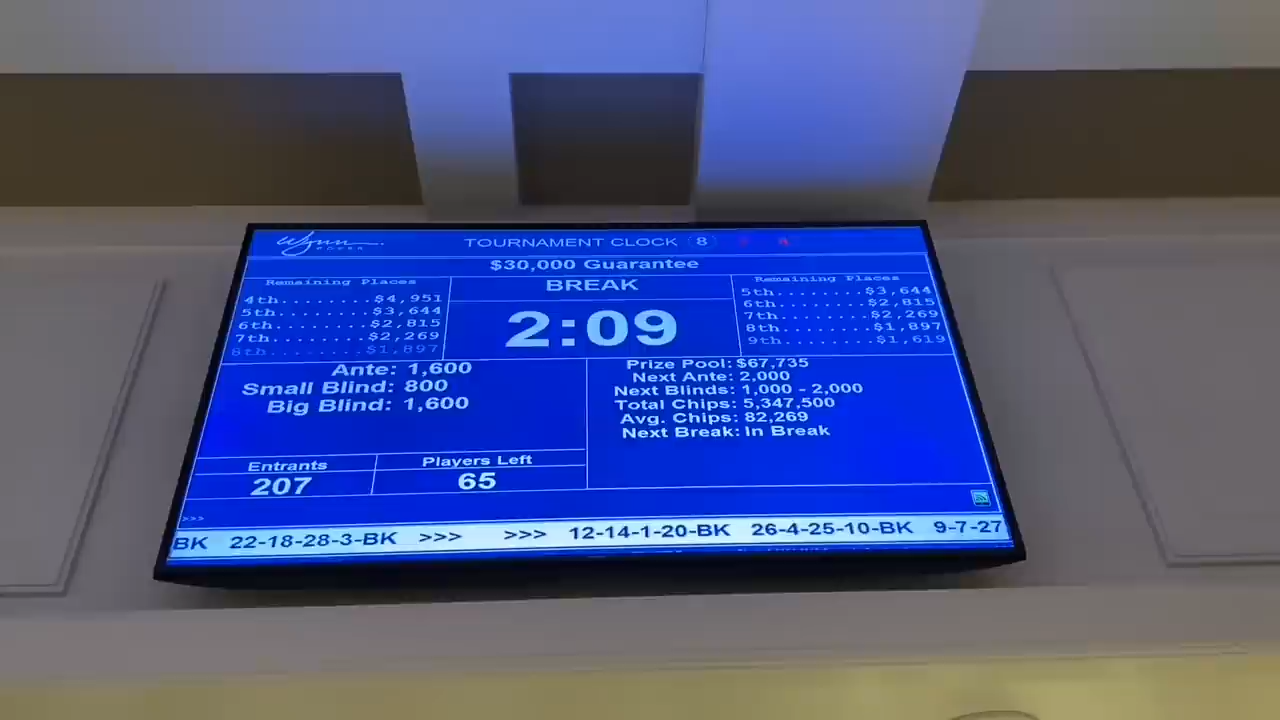 Wynn
POKER
TOURNAMENT CLOCK 8
$30,000 Guarantee
Remaining Places
4th........$4,951
5th........$3,644
6th........$2,815
7th........$2,269
8th........$1,897
BREAK
2:09
Remaining Places
5th........$3,644
6th........$2,815
7th........$2,269
8th........$1,897
9th........$1,619
Ante: 1,600
Small Blind: 800
Big Blind: 1,600
Prize Pool: $67,735
Next Ante: 2,000
Next Blinds: 1,000 - 2,000
Total Chips: 5,347,500
Avg. Chips: 82,269
Next Break: In Break
Entrants
207
Players Left
65
>>>
BK 22-18-28-3-BK >>> >>> 12-14-1-20-BK 26-4-25-10-BK 9-7-27